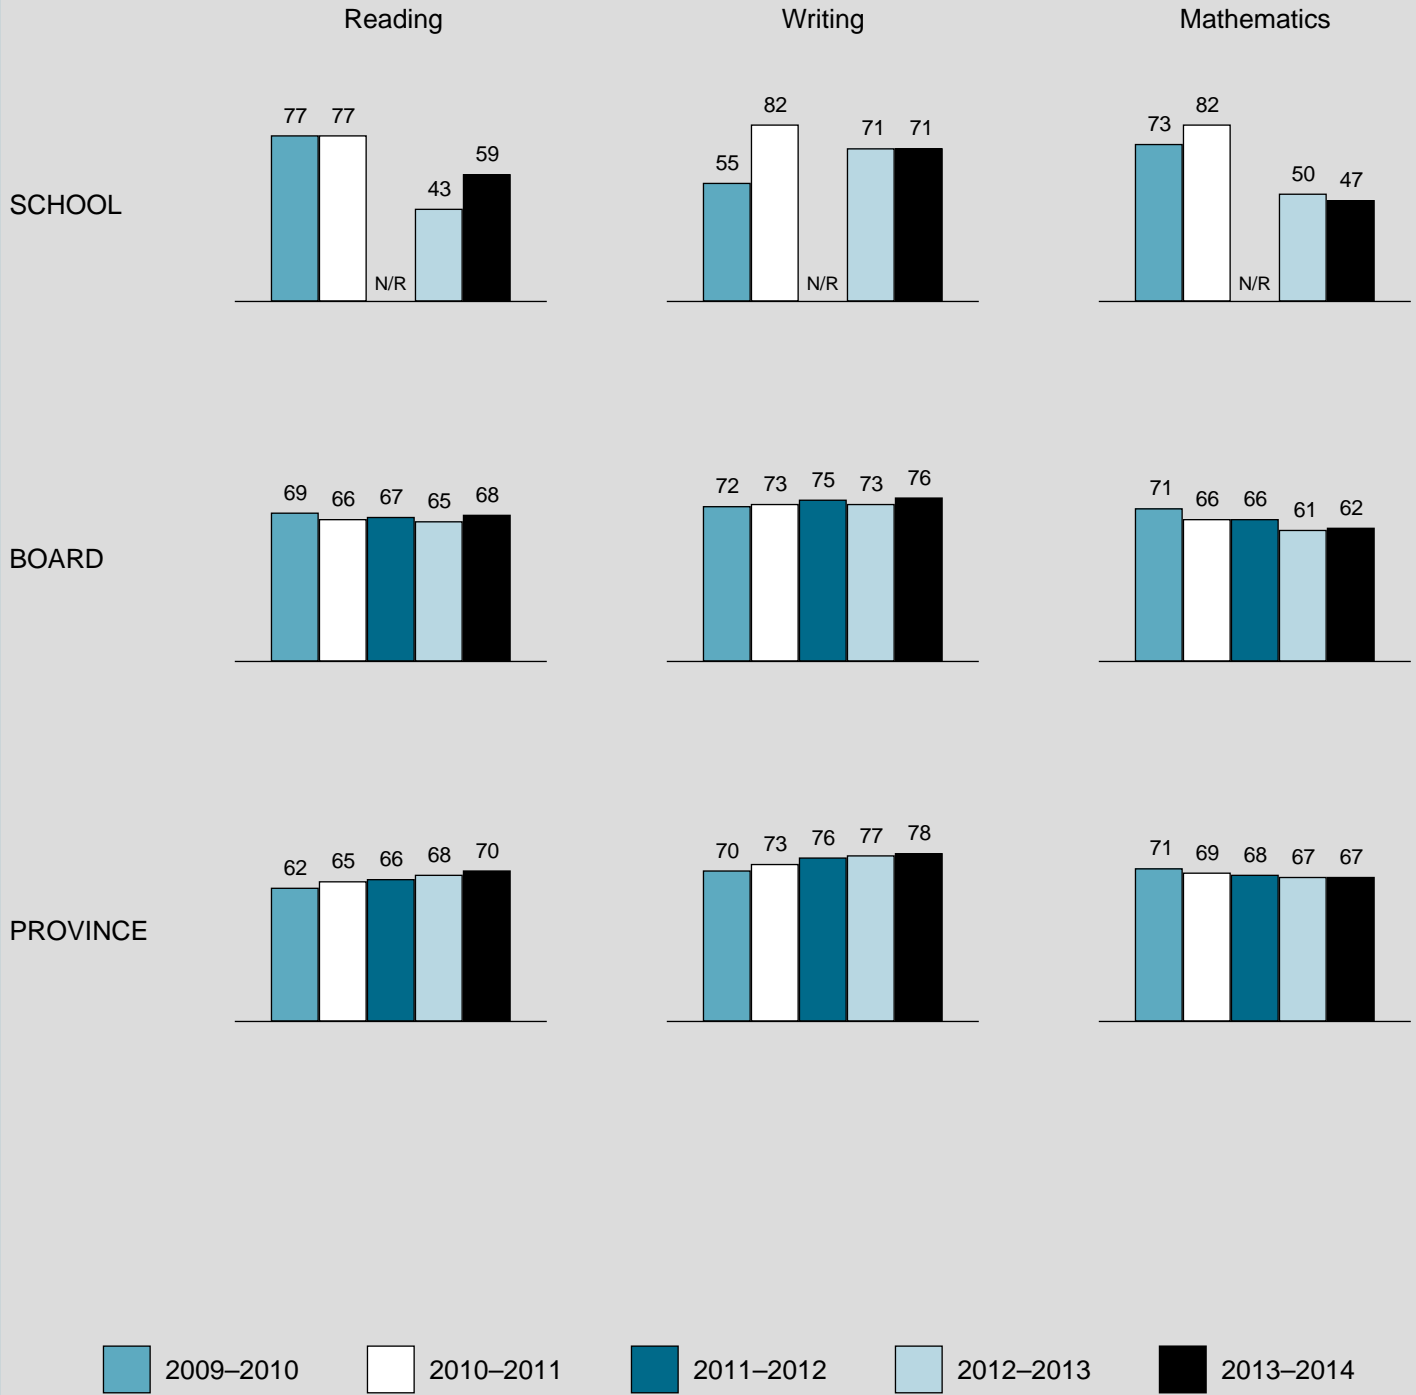 Reading Writing Mathematics
SCHOOL
77 77 N/R 43 59
55 82 N/R 71 71
73 82 N/R 50 47
BOARD
69 66 67 65 68
72 73 75 73 76
71 66 66 61 62
PROVINCE
62 65 66 68 70
70 73 76 77 78
71 69 68 67 67
2009–2010 2010–2011 2011–2012 2012–2013 2013–2014